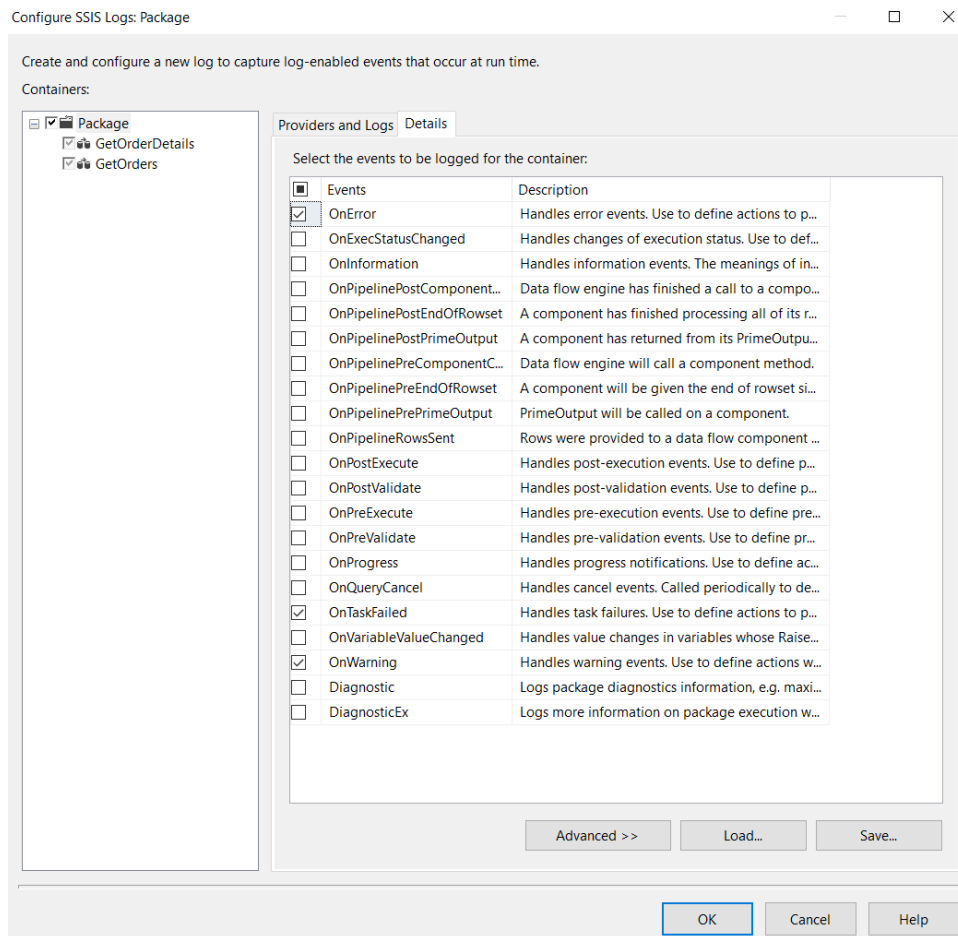 Configure SSIS Logs: Package
Create and configure a new log to capture log-enabled events that occur at run time.
Containers:
Package
GetOrderDetails
GetOrders
Providers and Logs Details
Select the events to be logged for the container:
Events Description
OnError Handles error events. Use to define actions to p...
OnExecStatusChanged Handles changes of execution status. Use to def...
OnInformation Handles information events. The meanings of in...
OnPipelinePostComponent... Data flow engine has finished a call to a compo...
OnPipelinePostEndOfRowset A component has finished processing all of its r...
OnPipelinePostPrimeOutput A component has returned from its PrimeOutpu...
OnPipelinePreComponentC... Data flow engine will call a component method.
OnPipelinePreEndOfRowset A component will be given the end of rowset si...
OnPipelinePrePrimeOutput PrimeOutput will be called on a component.
OnPipelineRowsSent Rows were provided to a data flow component ...
OnPostExecute Handles post-execution events. Use to define p...
OnPostValidate Handles post-validation events. Use to define p...
OnPreExecute Handles pre-execution events. Use to define pre...
OnPreValidate Handles pre-validation events. Use to define pr...
OnProgress Handles progress notifications. Use to define ac...
OnQueryCancel Handles cancel events. Called periodically to de...
OnTaskFailed Handles task failures. Use to define actions to p...
OnVariableValueChanged Handles value changes in variables whose Raise...
OnWarning Handles warning events. Use to define actions w...
Diagnostic Logs package diagnostics information, e.g. maxi...
DiagnosticEx Logs more information on package execution w...
Advanced >> Load... Save...
OK Cancel Help